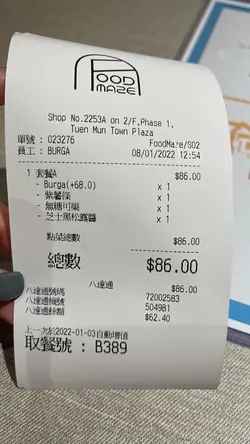 FOOD
MAZE
Shop No.2253A on 2/F,Phase 1,
Tuen Mun Town Plaza
單號 : 023276 FoodMaze/S02
員工 : BURGA 08/01/2022 12:54
1 套餐A $86.00
- Burga(+68.0) x 1
- 紫薯條 x 1
- 無糖可樂 x 1
- 芝士黑松露醬 x 1
點菜總數 $86.00
總數 $86.00
八達通 $86.00
八達通號碼 72002583
八達通機號 5049B1
八達通餘額 $62.40
上一次於2022-01-03自動增值
取餐號 : B389